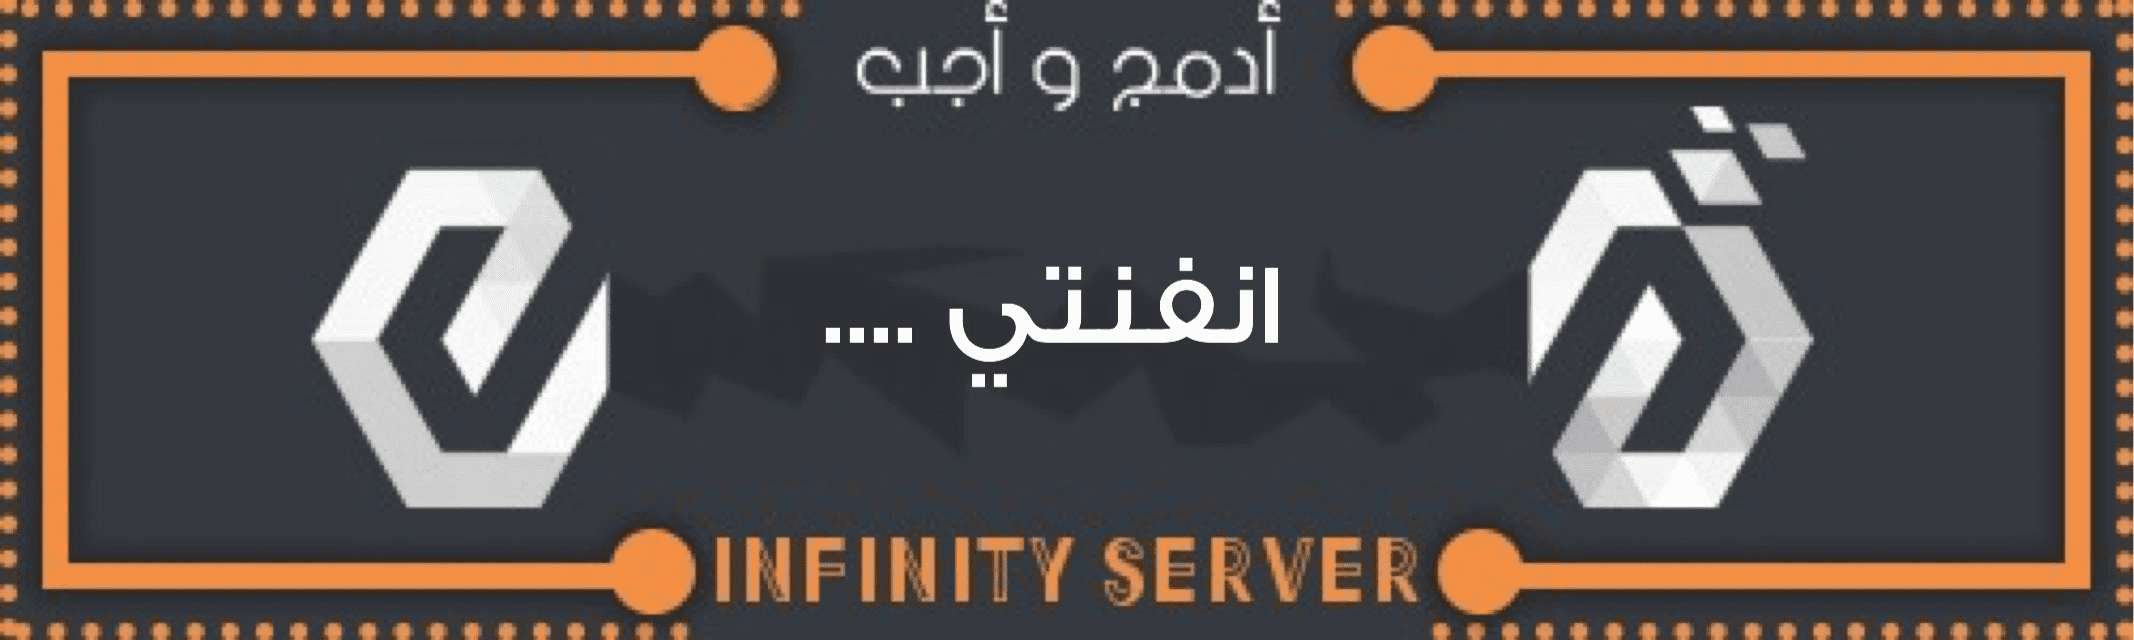 أدمج و أجب
انفنتي ....
INFINITY SERVER